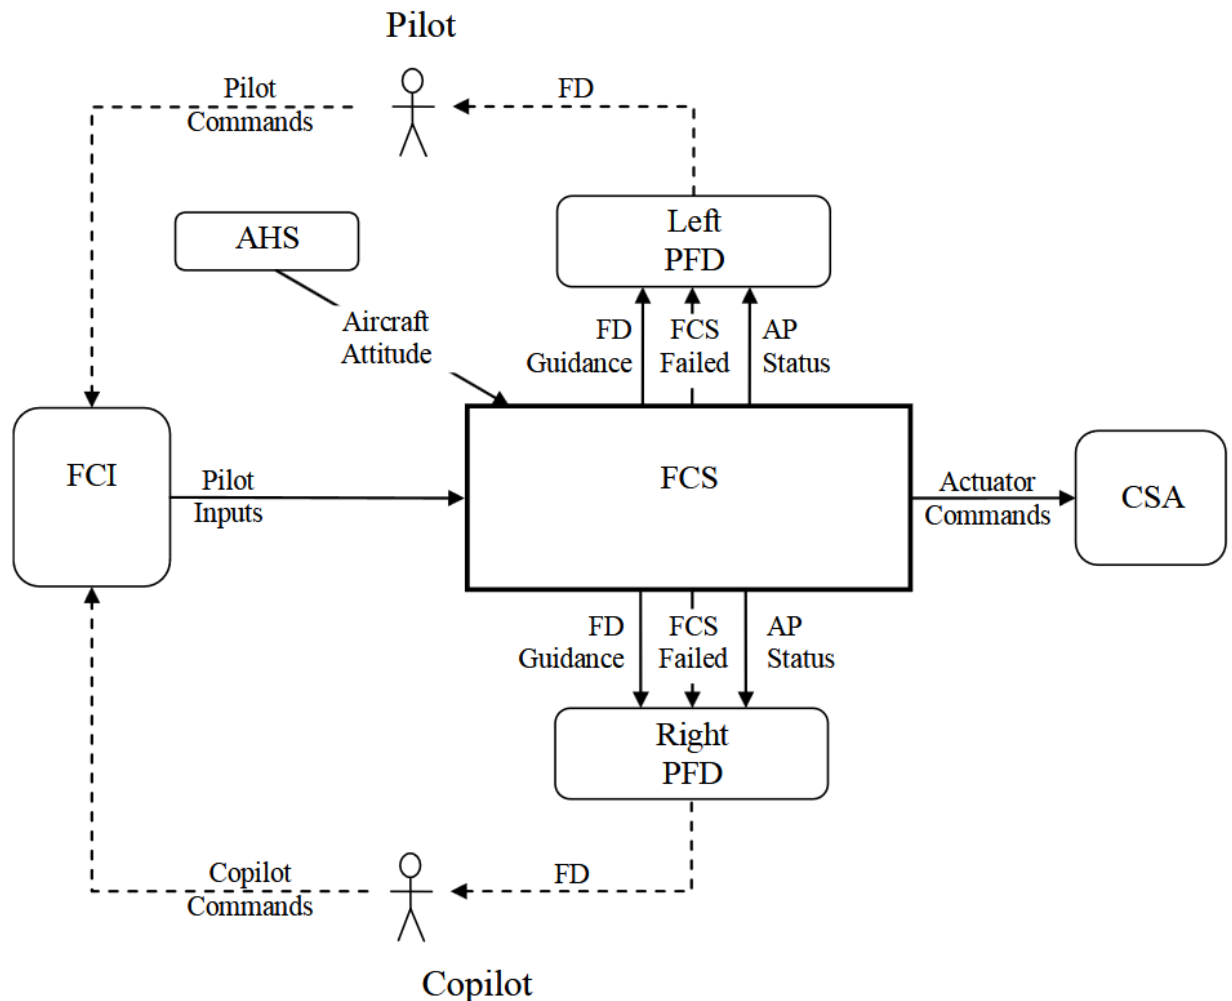 Pilot
Pilot
Commands
FD
AHS
Left
PFD
Aircraft
Attitude
FD
Guidance
FCS
Failed
AP
Status
FCI
Pilot
Inputs
FCS
Actuator
Commands
CSA
FD
Guidance
FCS
Failed
AP
Status
Right
PFD
Copilot
Commands
FD
Copilot